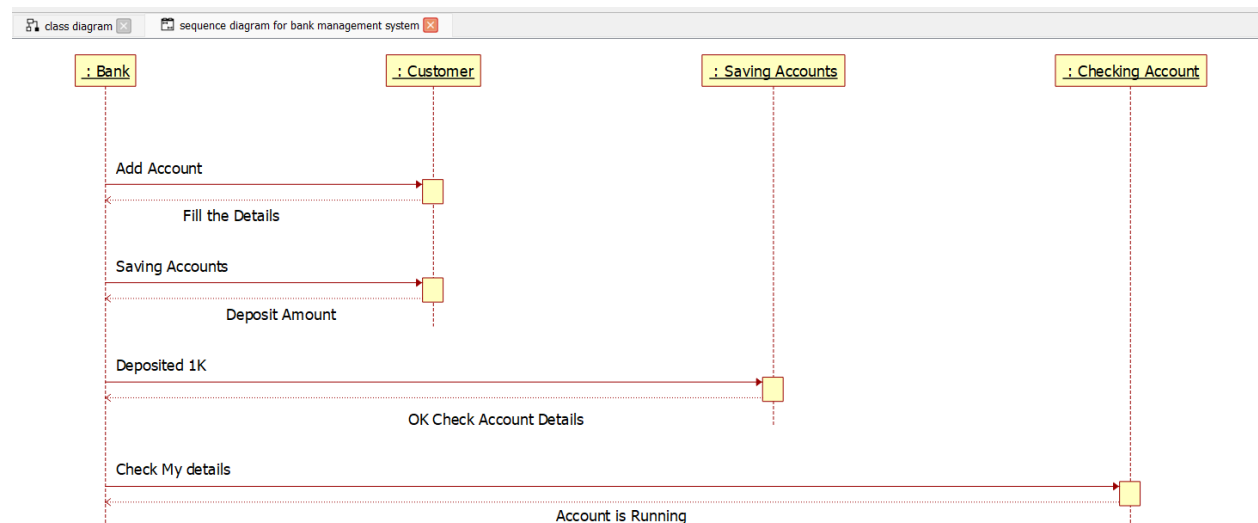 class diagram
sequence diagram for bank management system
: Bank
: Customer
: Saving Accounts
: Checking Account
Add Account
Fill the Details
Saving Accounts
Deposit Amount
Deposited 1K
OK Check Account Details
Check My details
Account is Running